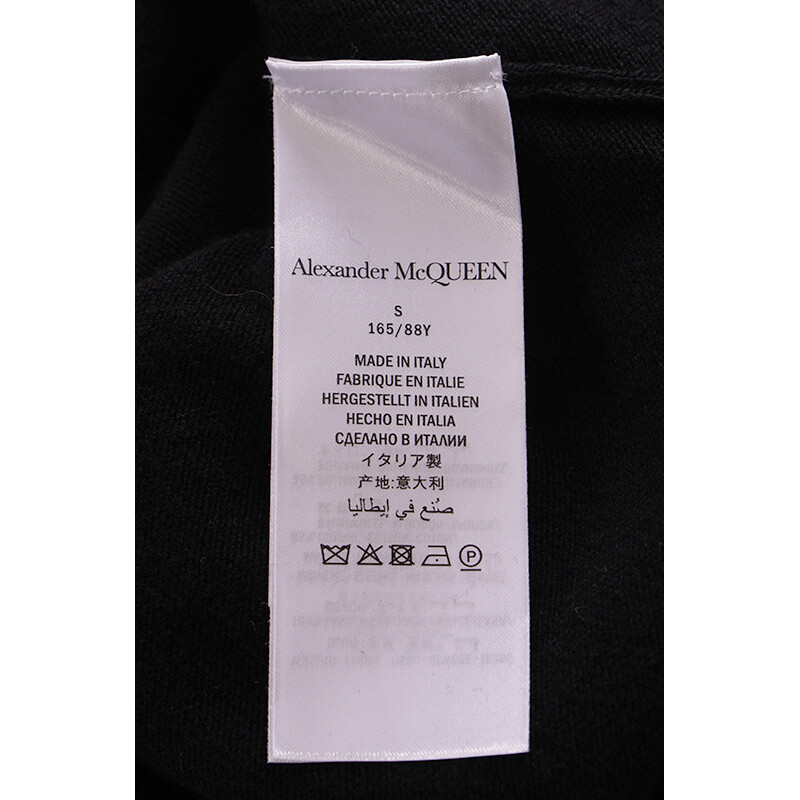 Alexander McQUEEN
S
165/88Y
MADE IN ITALY
FABRIQUE EN ITALIE
HERGESTELLT IN ITALIEN
HECHO EN ITALIA
СДЕЛАНО В ИТАЛИИ
イタリア製
产地:意大利
صُنع في إيطاليا
P